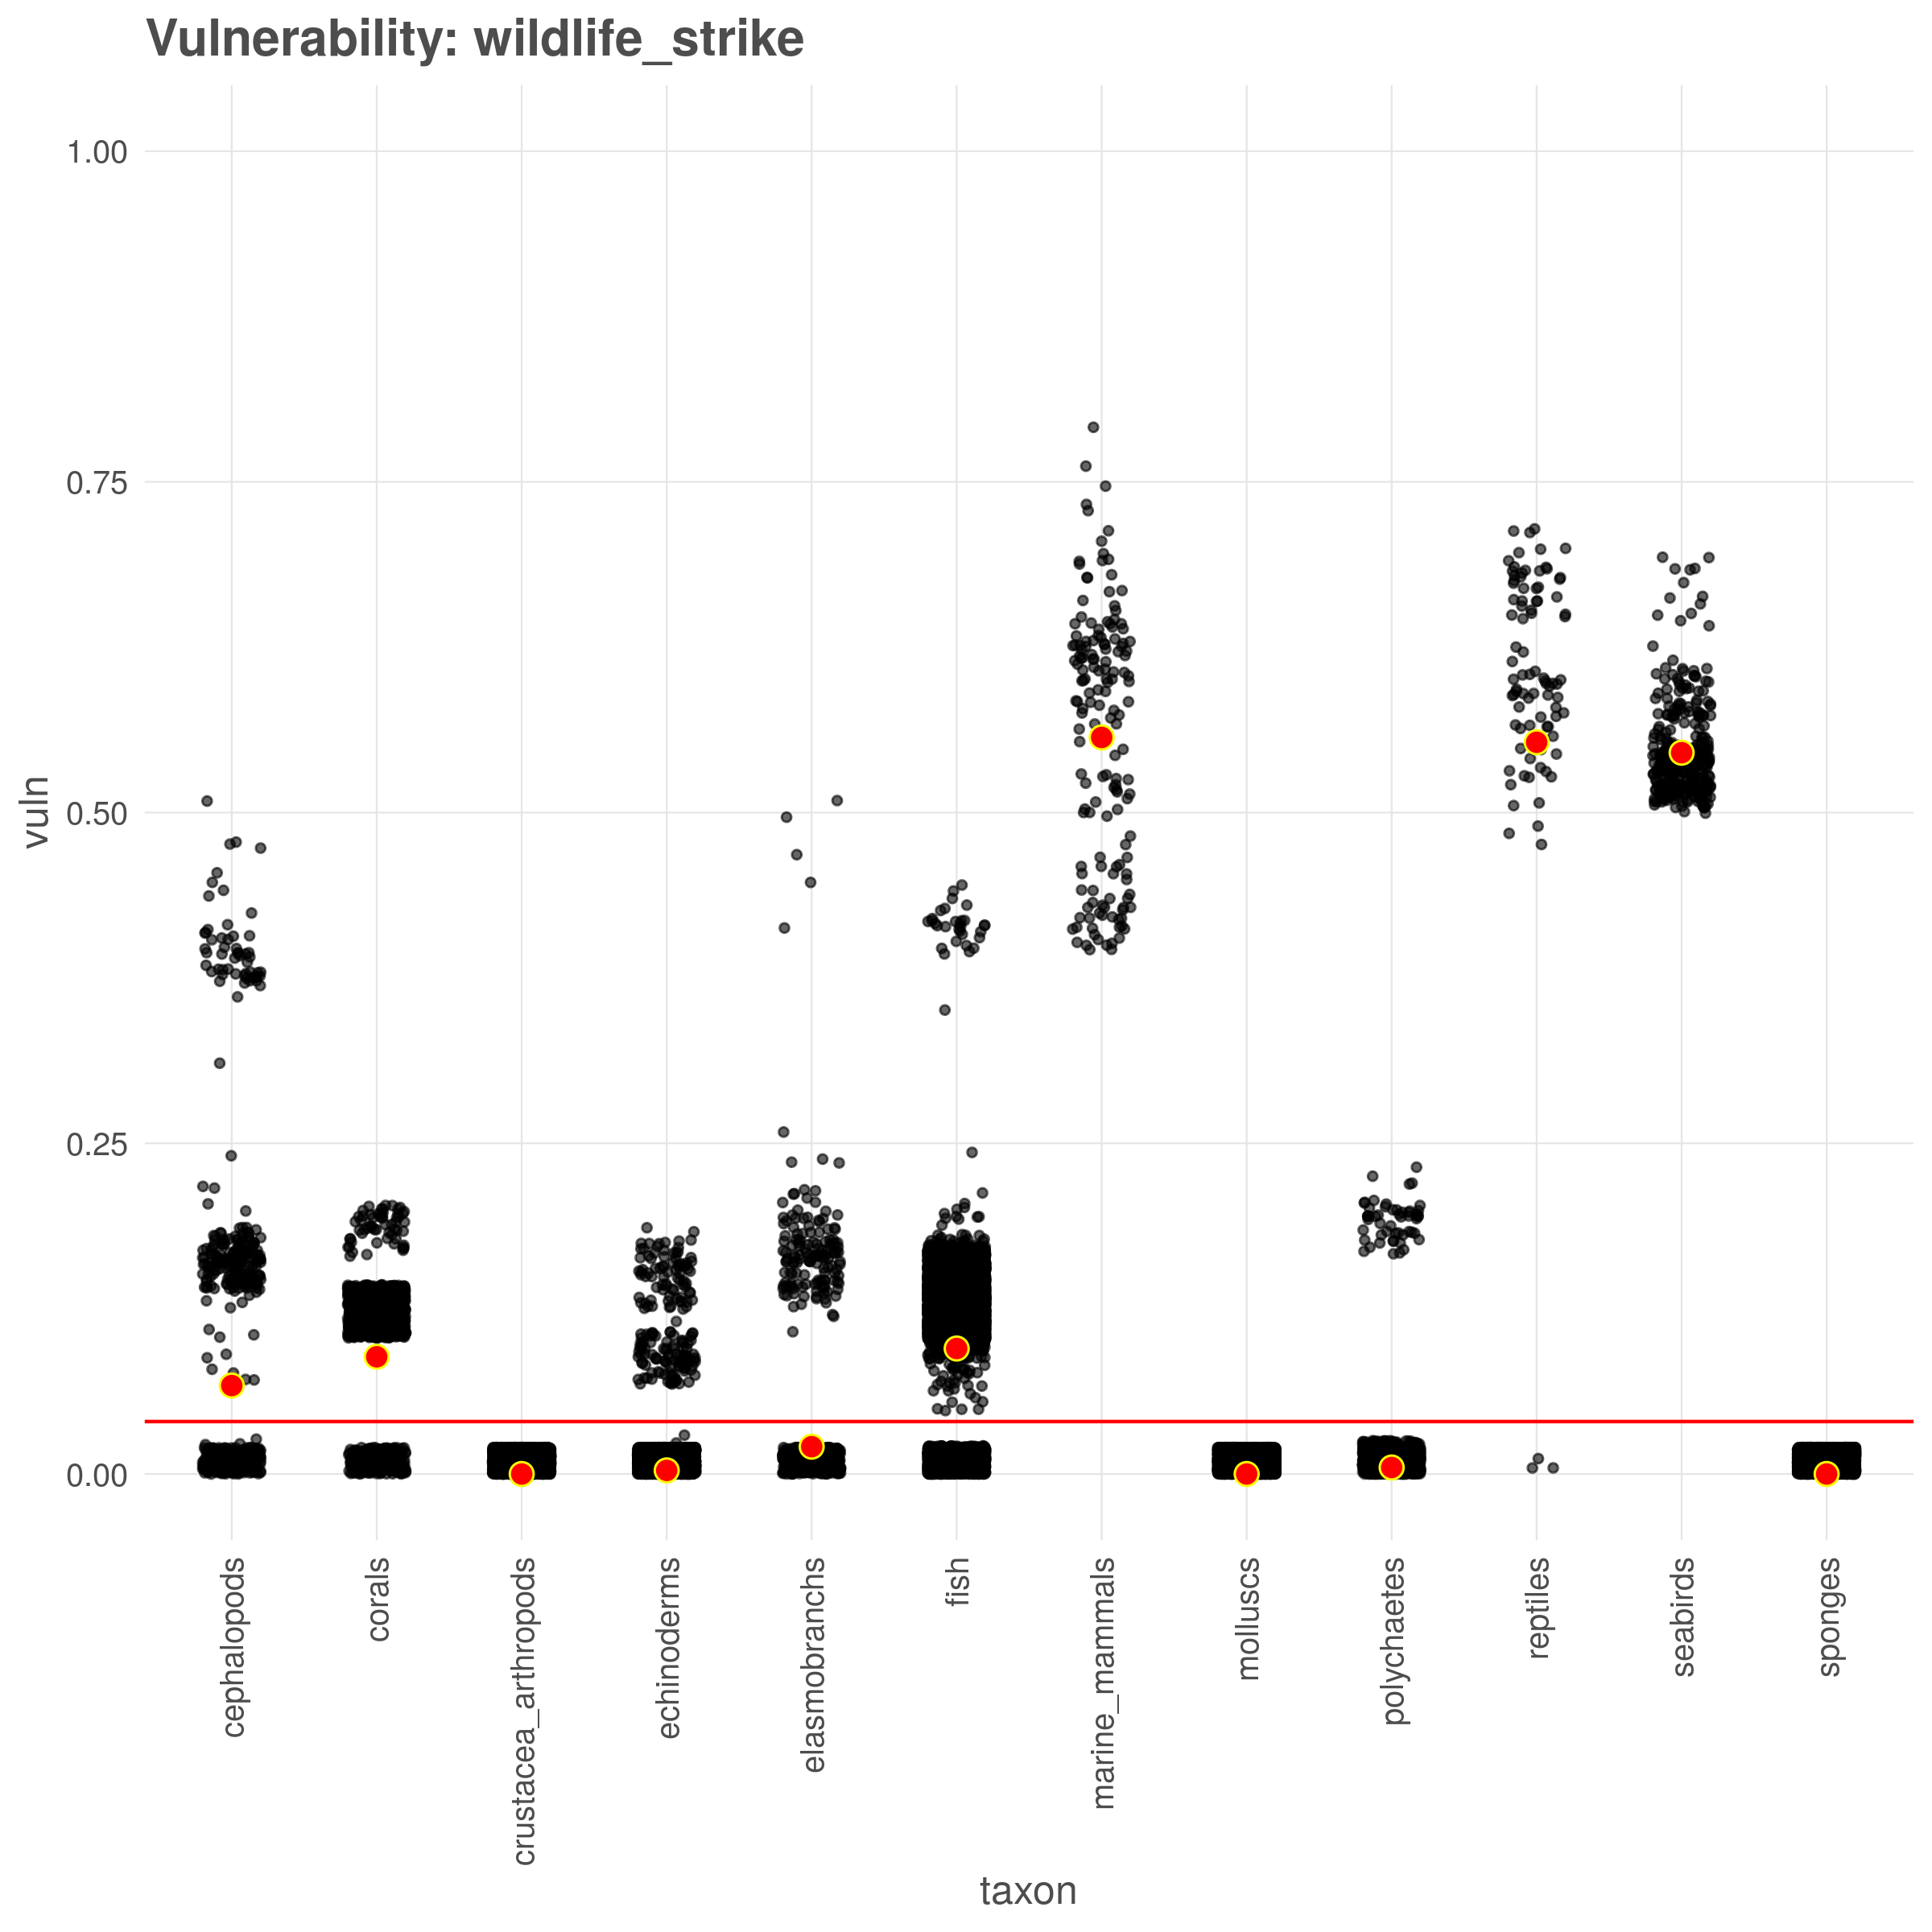 Vulnerability: wildlife_strike
1.00
0.75
0.50
0.25
0.00
vuln
cephalopods
corals
crustacea_arthropods
echinoderms
elasmobranchs
fish
marine_mammals
molluscs
polychaetes
reptiles
seabirds
sponges
taxon